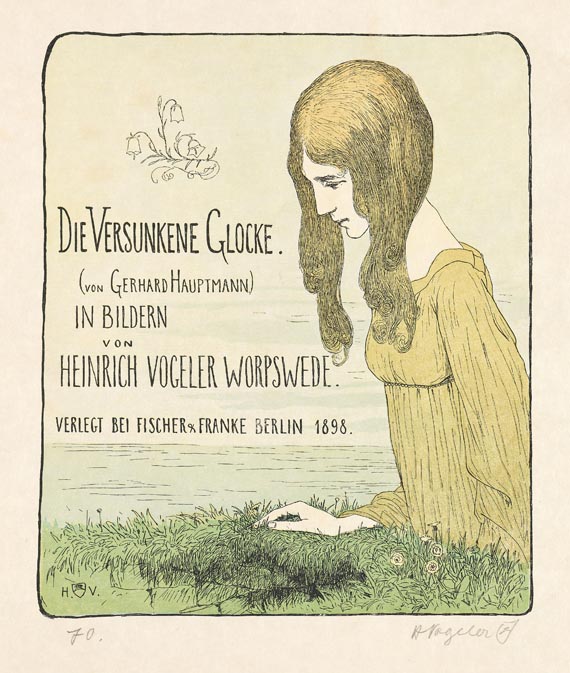 DIE VERSUNKENE GLOCKE.
(VON GERHARD HAUPTMANN)
IN BILDERN
VON
HEINRICH VOGELER WORPSWEDE.
VERLEGT BEI FISCHER & FRANKE BERLIN 1898.
H V.
70.
H Vogeler